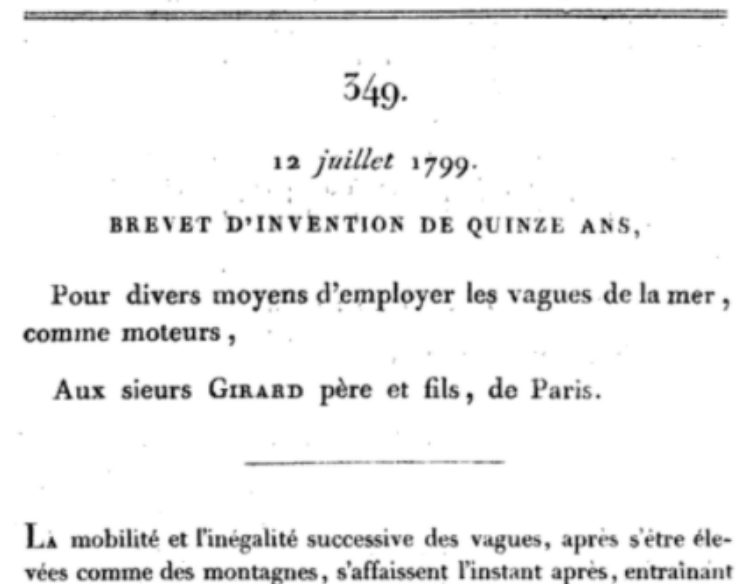 349.
12 juillet 1799.
BREVET D'INVENTION DE QUINZE ANS,
Pour divers moyens d'employer les vagues de la mer,
comme moteurs,
Aux sieurs GIRARD père et fils, de Paris.
LA mobilité et l'inégalité successive des vagues, après s'être éle-
vées comme des montagnes, s'affaissent l'instant après, entraînant